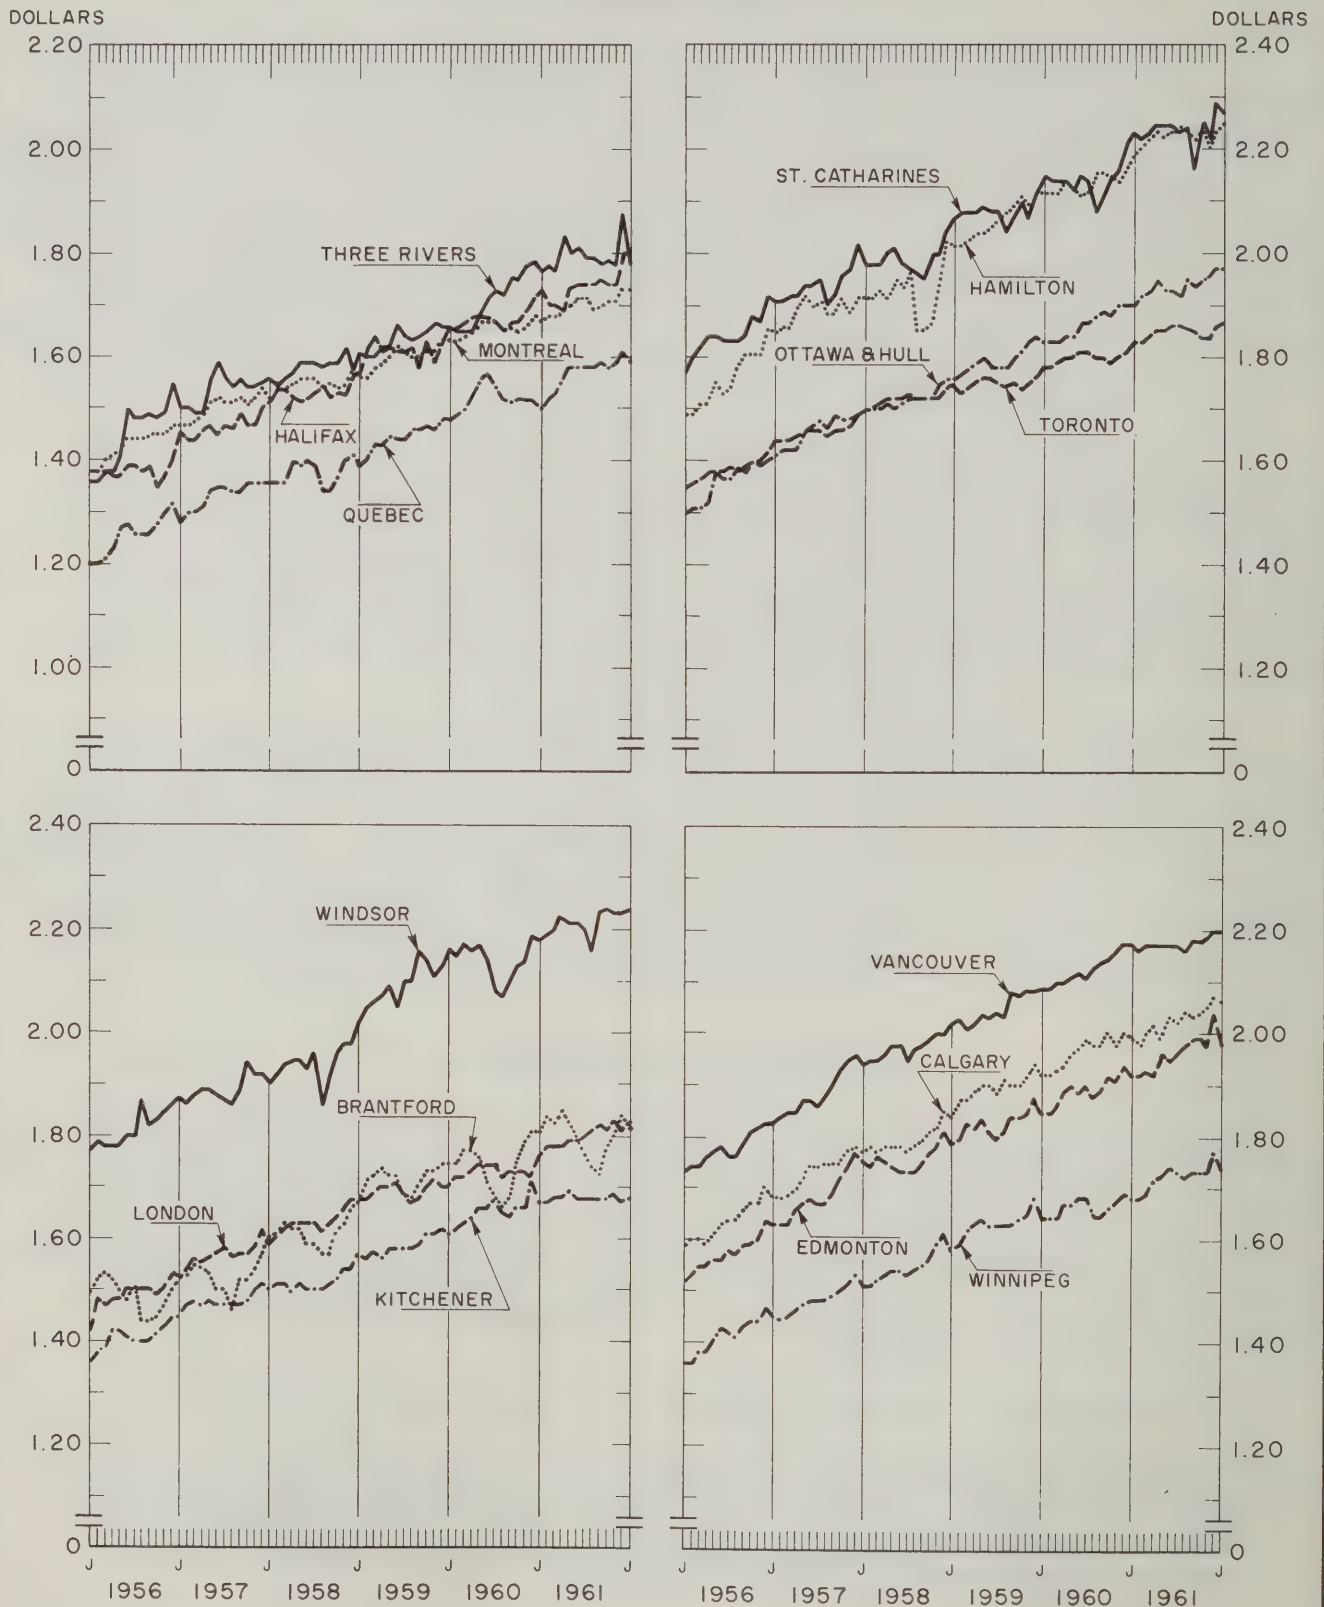 DOLLARS
DOLLARS
2.20
2.00
1.80
1.60
1.40
1.20
1.00
0
THREE RIVERS
MONTREAL
HALIFAX
QUEBEC
2.40
2.20
2.00
1.80
1.60
1.40
1.20
0
ST. CATHARINES
HAMILTON
OTTAWA & HULL
TORONTO
2.40
2.20
2.00
1.80
1.60
1.40
1.20
0
WINDSOR
BRANTFORD
LONDON
KITCHENER
2.40
2.20
2.00
1.80
1.60
1.40
1.20
0
VANCOUVER
CALGARY
EDMONTON
WINNIPEG
J J J J J J J
1956 1957 1958 1959 1960 1961
J J J J J J J
1956 1957 1958 1959 1960 1961